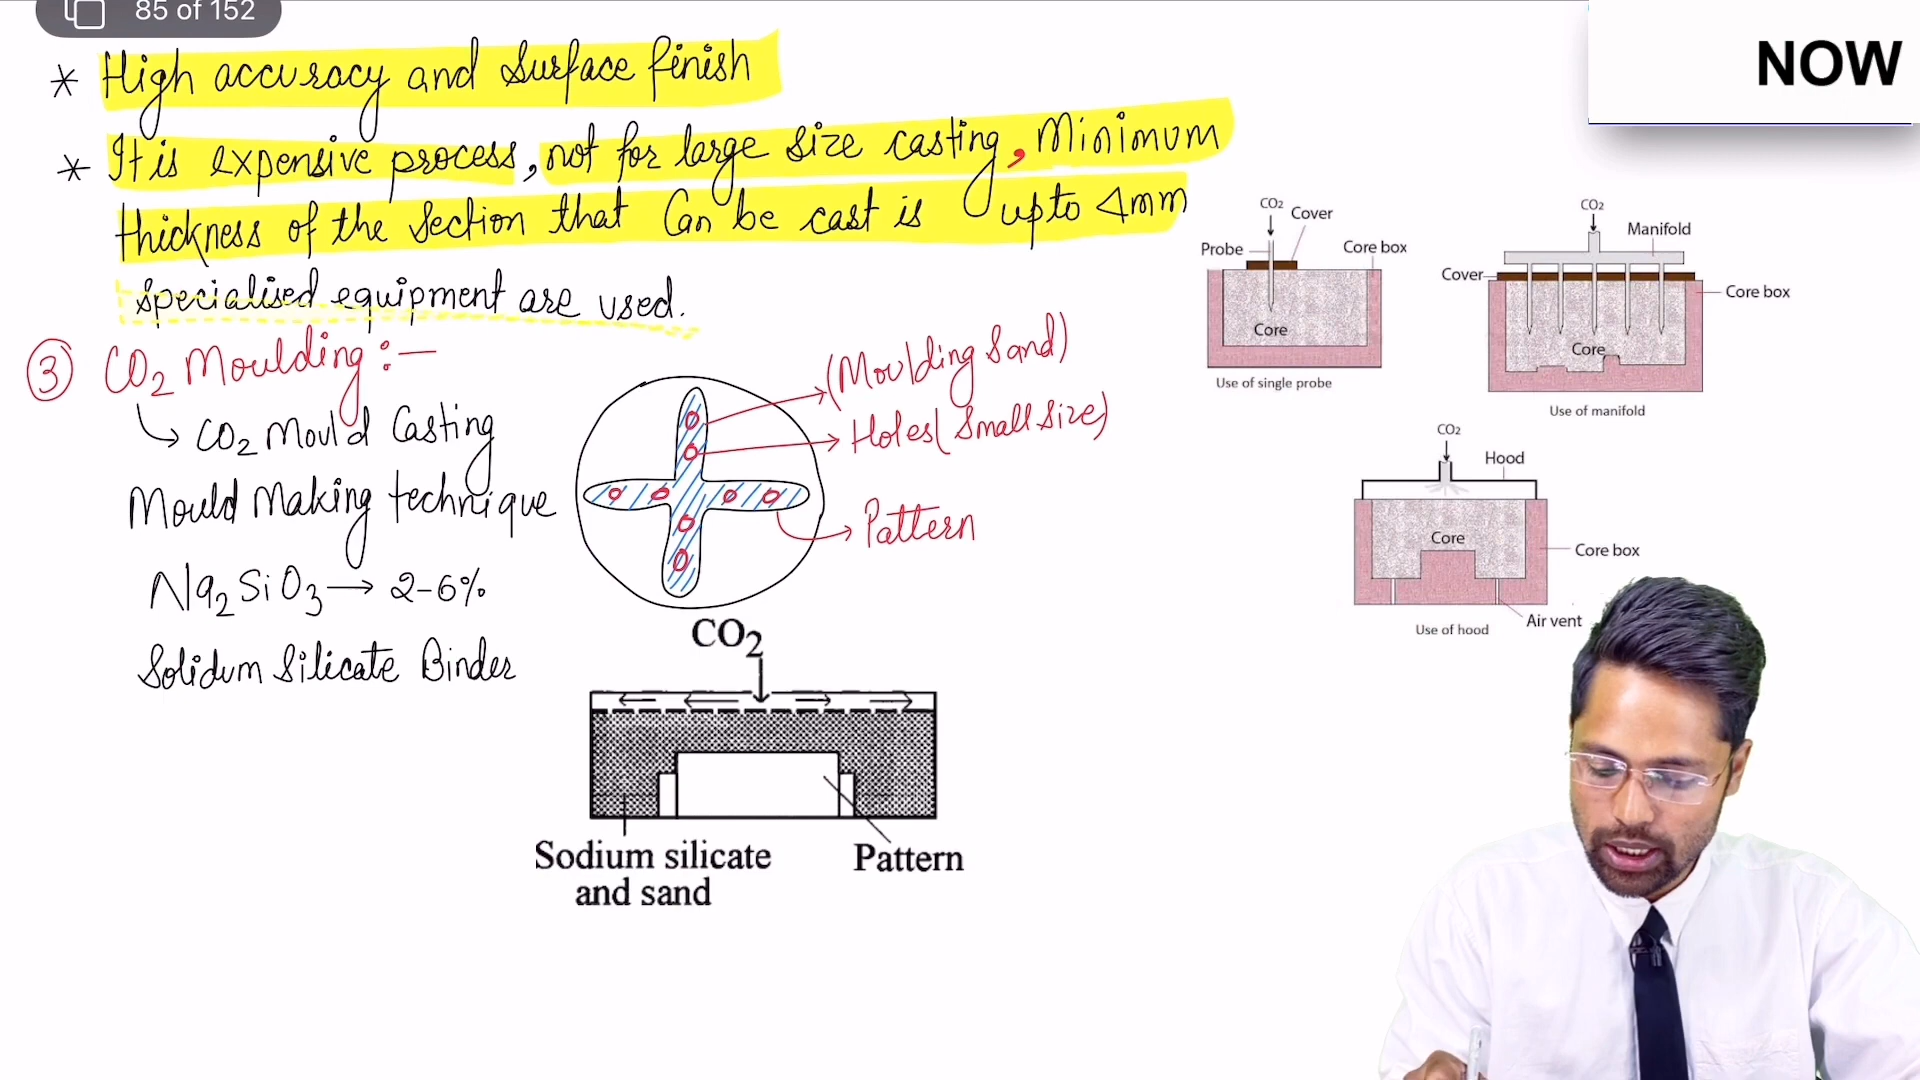 85 of 152
NOW
* High accuracy and Surface finish
* It is expensive process, not for large size casting, Minimum
thickness of the Section that Can be cast is upto 4mm
specialised equipment are used.
③ CO₂ Moulding :-
↳ CO₂ Mould Casting
Mould Making technique
Na₂SiO₃ → 2-6%
Solidum Silicate Binder
(Moulding Sand)
Holes (Small Size)
Pattern
CO₂
Sodium silicate
and sand
Pattern
CO₂
Cover
Probe
Core box
Core
Use of single probe
CO₂
Manifold
Cover
Core box
Core
Use of manifold
CO₂
Hood
Core
Core box
Air vent
Use of hood